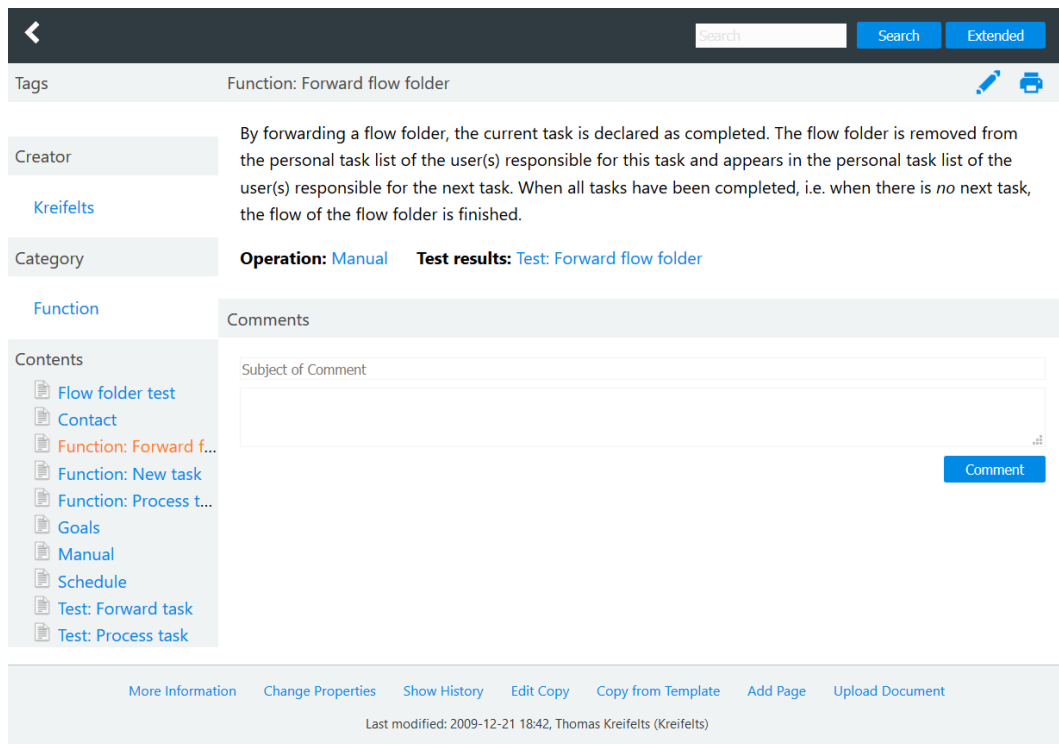 Search
Search
Extended
Tags
Function: Forward flow folder
Creator
Kreifelts
Category
Function
Contents
Flow folder test
Contact
Function: Forward f...
Function: New task
Function: Process t...
Goals
Manual
Schedule
Test: Forward task
Test: Process task
By forwarding a flow folder, the current task is declared as completed. The flow folder is removed from
the personal task list of the user(s) responsible for this task and appears in the personal task list of the
user(s) responsible for the next task. When all tasks have been completed, i.e. when there is no next task,
the flow of the flow folder is finished.
Operation: Manual Test results: Test: Forward flow folder
Comments
Subject of Comment
Comment
More Information Change Properties Show History Edit Copy Copy from Template Add Page Upload Document
Last modified: 2009-12-21 18:42, Thomas Kreifelts (Kreifelts)